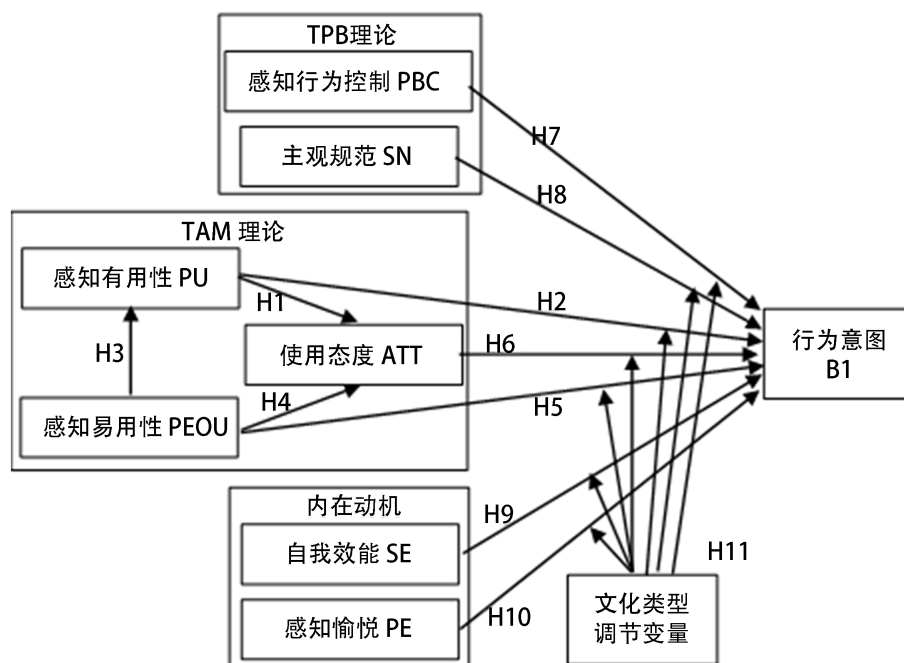 TPB理论
感知行为控制 PBC
主观规范 SN
H7
H8
TAM 理论
感知有用性 PU
H1
H2
H3
使用态度 ATT
H6
行为意图
B1
H4
感知易用性 PEOU
H5
内在动机
自我效能 SE
H9
感知愉悦 PE
H10
H11
文化类型
调节变量